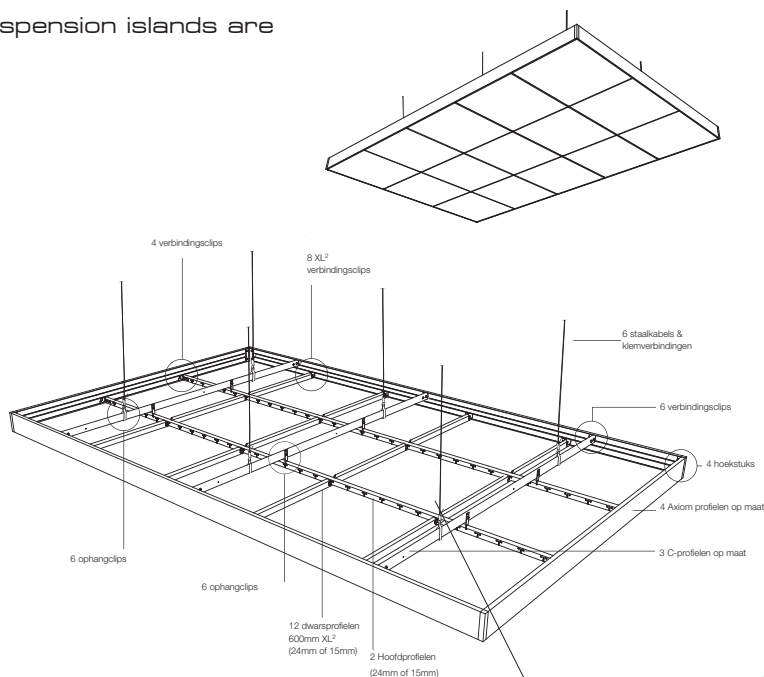 spension islands are
4 verbindingsclips
8 XL²
verbindingsclips
6 staalkabels &
klemverbindingen
6 verbindingsclips
4 hoekstuks
4 Axiom profielen op maat
3 C-profielen op maat
6 ophangclips
6 ophangclips
12 dwarsprofielen
600mm XL²
(24mm of 15mm)
2 Hoofdprofielen
(24mm of 15mm)